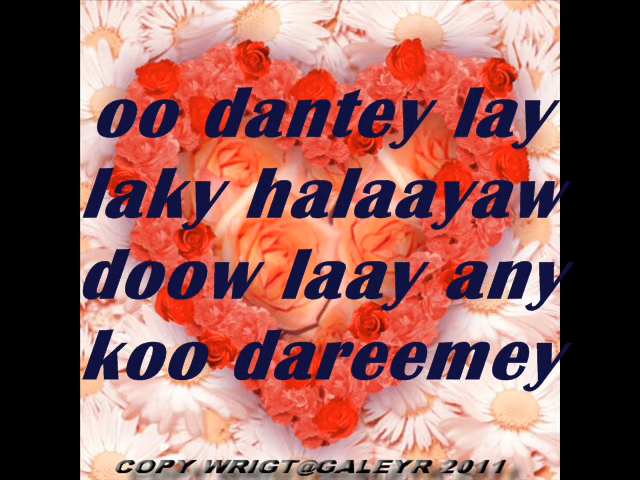 oo dantey lay
laky halaayaw
doow laay any
koo dareemey
COPY WRIGT@GALEYR 2011